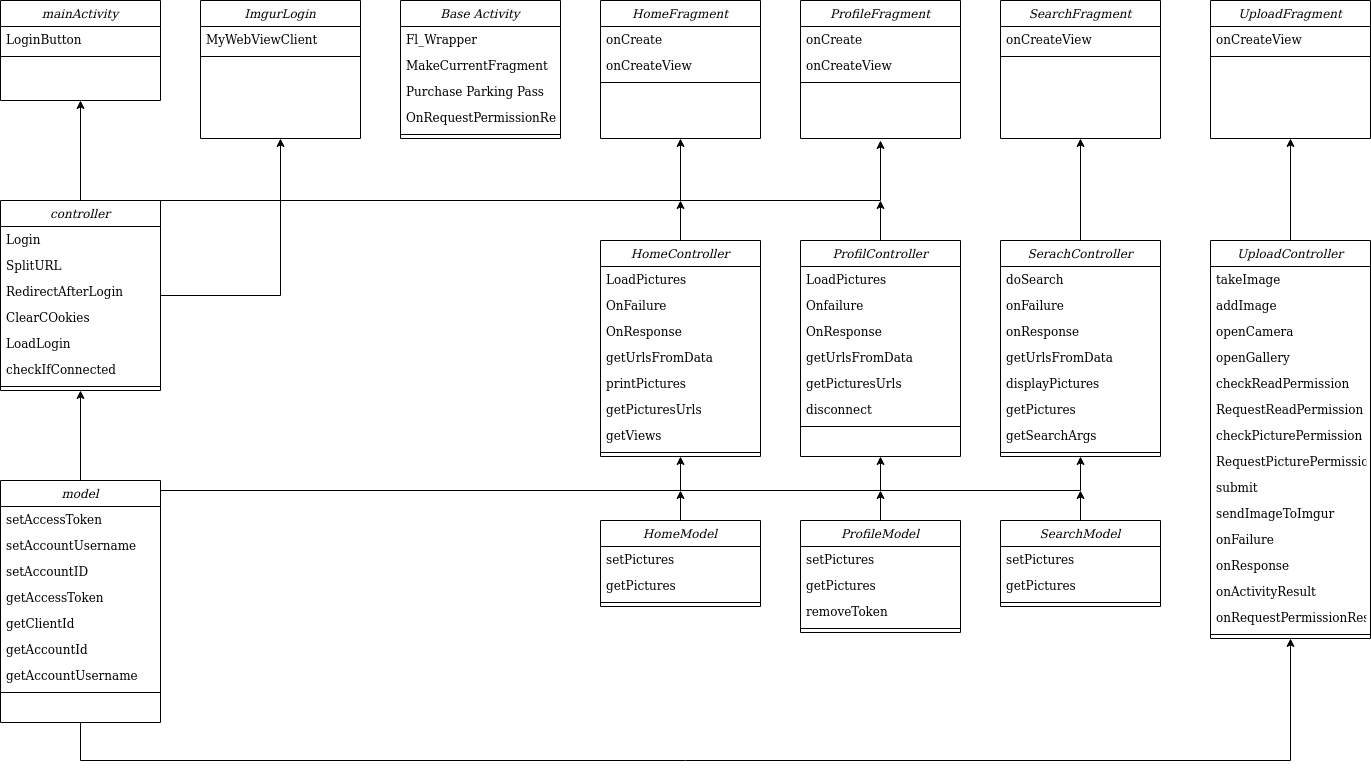 mainActivity
LoginButton
ImgurLogin
MyWebViewClient
Base Activity
Fl_Wrapper
MakeCurrentFragment
Purchase Parking Pass
OnRequestPermissionRe
HomeFragment
onCreate
onCreateView
ProfileFragment
onCreate
onCreateView
SearchFragment
onCreateView
UploadFragment
onCreateView
controller
Login
SplitURL
RedirectAfterLogin
ClearCOokies
LoadLogin
checkIfConnected
HomeController
LoadPictures
OnFailure
OnResponse
getUrlsFromData
printPictures
getPicturesUrls
getViews
ProfilController
LoadPictures
Onfailure
OnResponse
getUrlsFromData
getPicturesUrls
disconnect
SerachController
doSearch
onFailure
onResponse
getUrlsFromData
displayPictures
getPictures
getSearchArgs
UploadController
takeImage
addImage
openCamera
openGallery
checkReadPermission
RequestReadPermission
checkPicturePermission
RequestPicturePermissic
submit
sendImageToImgur
onFailure
onResponse
onActivityResult
onRequestPermissionRes
model
setAccessToken
setAccountUsername
setAccountID
getAccessToken
getClientId
getAccountId
getAccountUsername
HomeModel
setPictures
getPictures
ProfileModel
setPictures
getPictures
removeToken
SearchModel
setPictures
getPictures